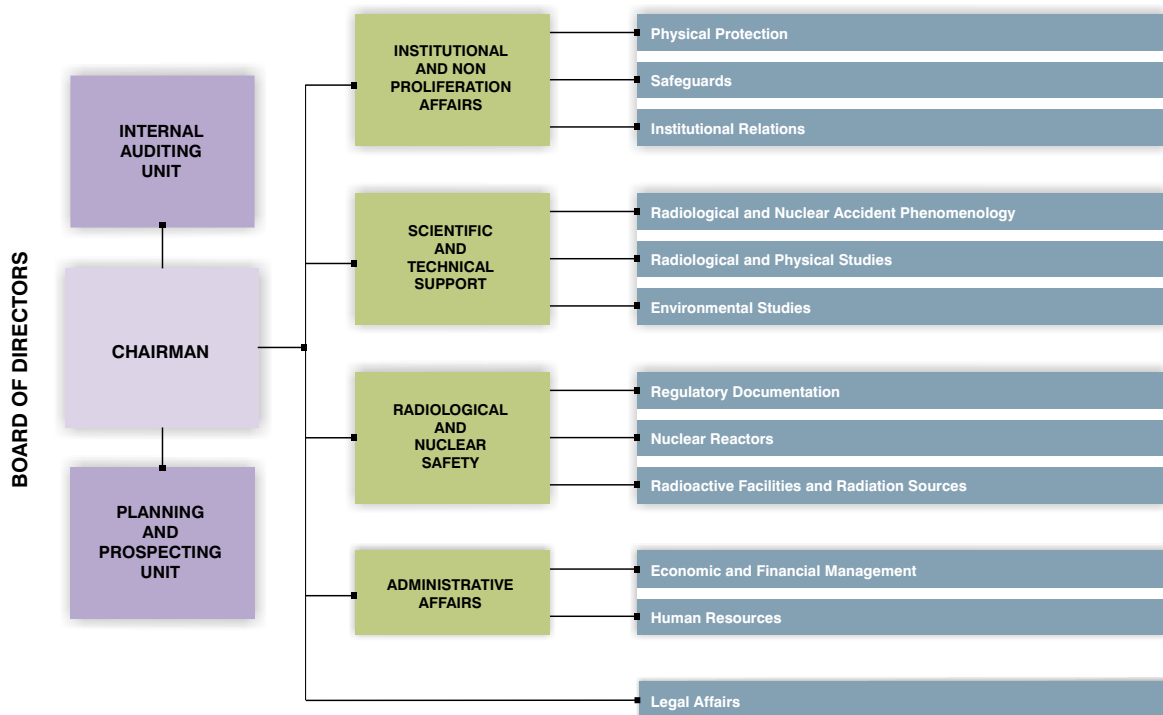 BOARD OF DIRECTORS
INTERNAL
AUDITING
UNIT
CHAIRMAN
PLANNING
AND
PROSPECTING
UNIT
INSTITUTIONAL
AND NON
PROLIFERATION
AFFAIRS
Physical Protection
Safeguards
Institutional Relations
SCIENTIFIC
AND
TECHNICAL
SUPPORT
Radiological and Nuclear Accident Phenomenology
Radiological and Physical Studies
Environmental Studies
RADIOLOGICAL
AND
NUCLEAR
SAFETY
Regulatory Documentation
Nuclear Reactors
Radioactive Facilities and Radiation Sources
ADMINISTRATIVE
AFFAIRS
Economic and Financial Management
Human Resources
Legal Affairs